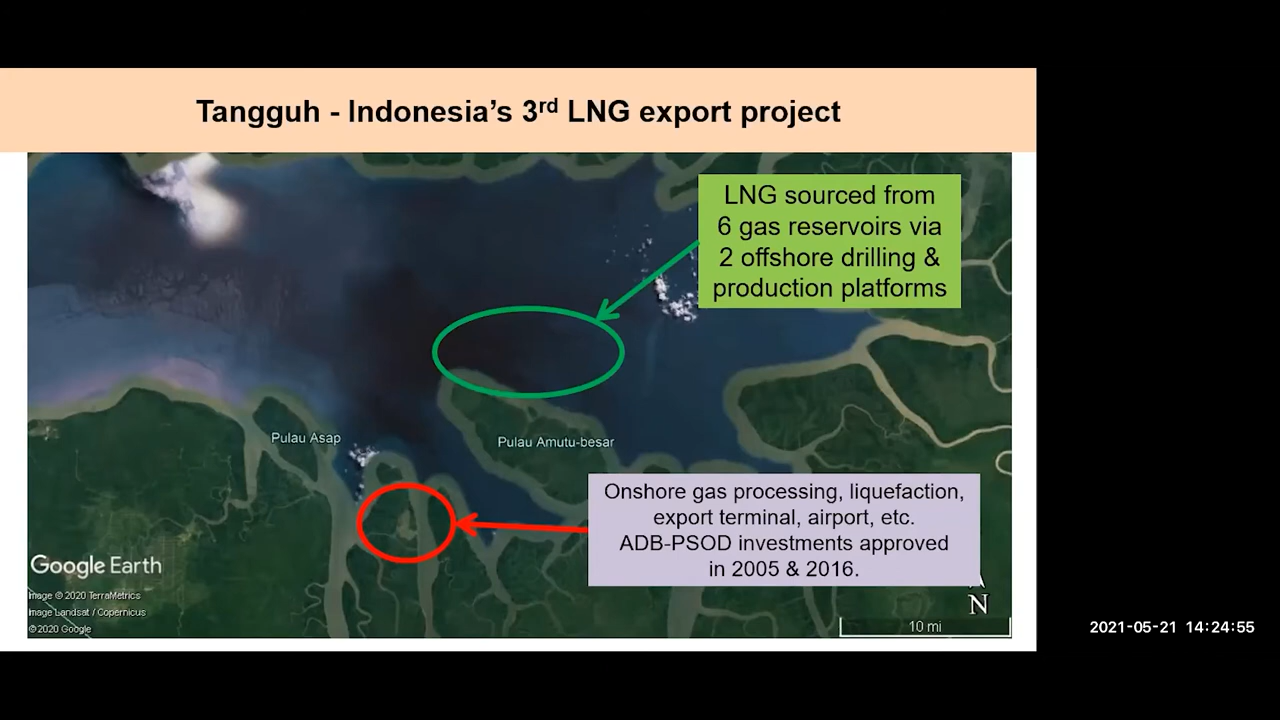 Tangguh - Indonesia's 3rd LNG export project
LNG sourced from
6 gas reservoirs via
2 offshore drilling &
production platforms
Pulau Asap
Pulau Amutu-besar
Onshore gas processing, liquefaction,
export terminal, airport, etc.
ADB-PSOD investments approved
in 2005 & 2016.
Google Earth
Image © 2020 TerraMetrics
Image Landsat / Copernicus
© 2020 Google
N
10 mi
2021-05-21 14:24:55